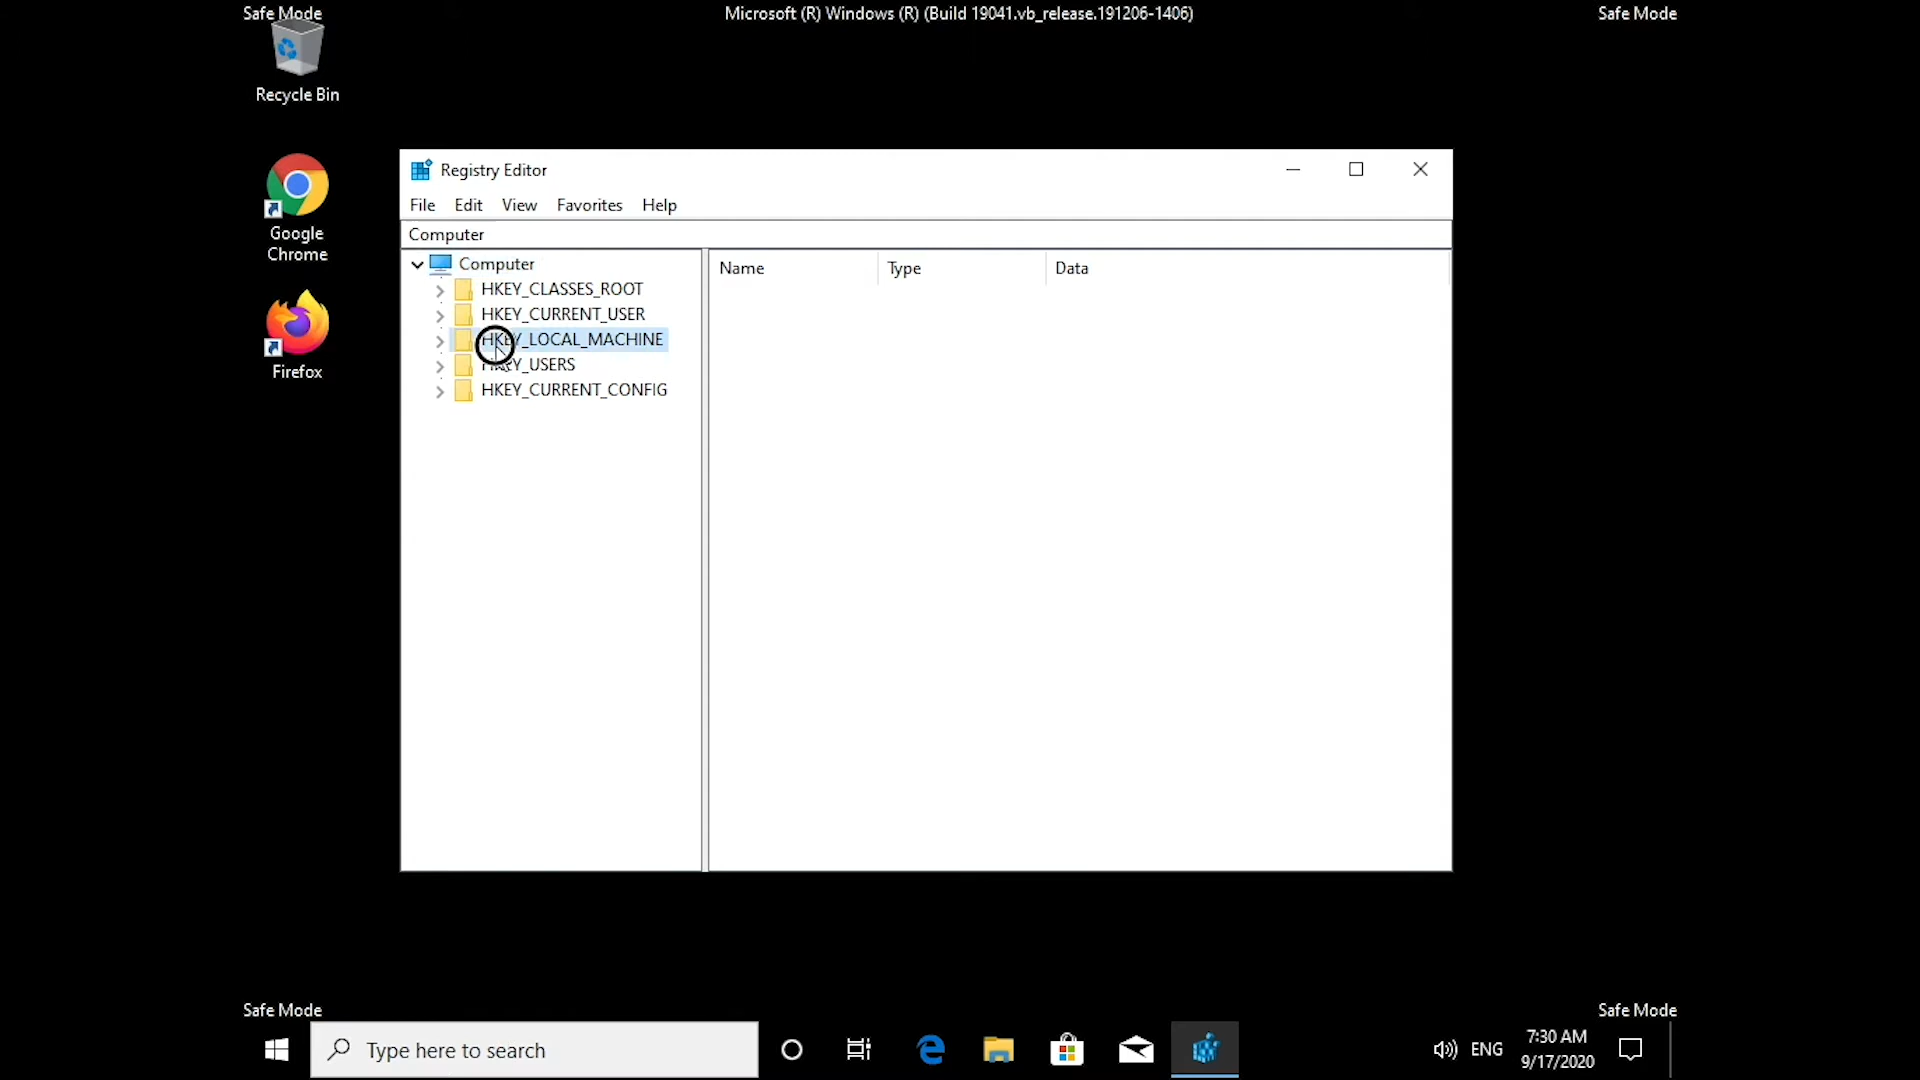 Safe Mode
Microsoft (R) Windows (R) (Build 19041.vb_release.191206-1406)
Safe Mode
Recycle Bin
Google
Chrome
Firefox
Registry Editor
File Edit View Favorites Help
Computer
Computer
HKEY_CLASSES_ROOT
HKEY_CURRENT_USER
HKEY_LOCAL_MACHINE
HKEY_USERS
HKEY_CURRENT_CONFIG
Name Type Data
Safe Mode
Safe Mode
Type here to search
ENG
7:30 AM
9/17/2020